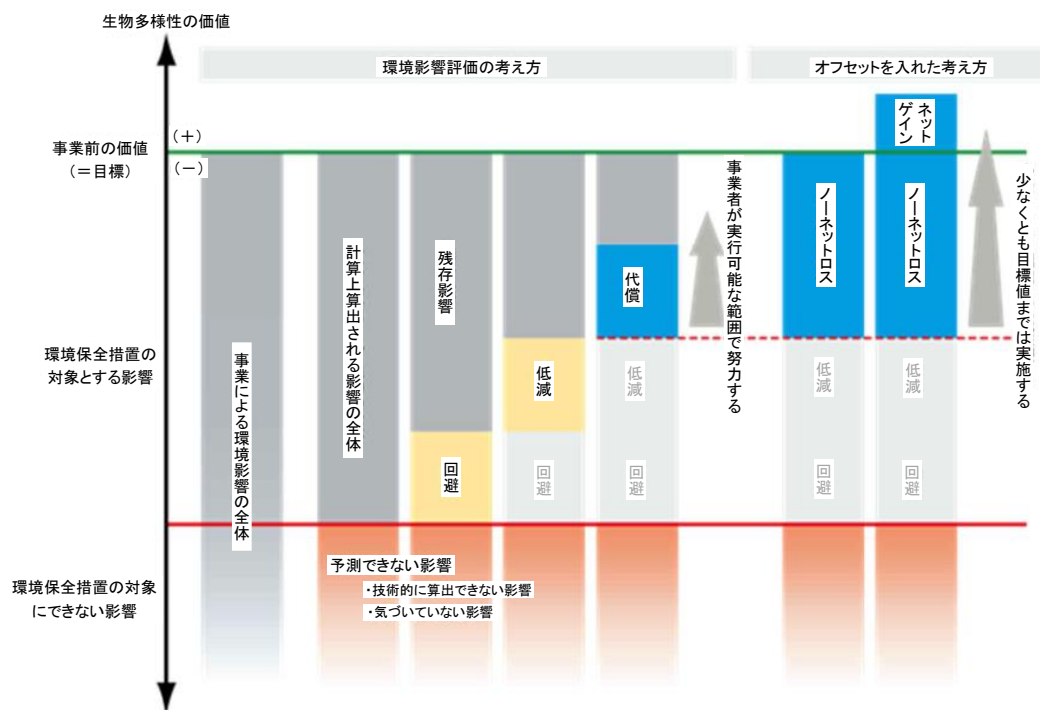 生物多様性の価値
環境影響評価の考え方
オフセットを入れた考え方
事業前の価値
(＝目標)
(＋)
(－)
環境保全措置の
対象とする影響
環境保全措置の対象
にできない影響
事業による環境影響の全体
計算上算出される影響の全体
残存影響
回避
低減
回避
代償
低減
回避
事業者が実行可能な範囲で努力する
ノーネットロス
低減
回避
ネット
ゲイン
ノーネットロス
低減
回避
少なくとも目標値までは実施する
予測できない影響
・技術的に算出できない影響
・気づいていない影響